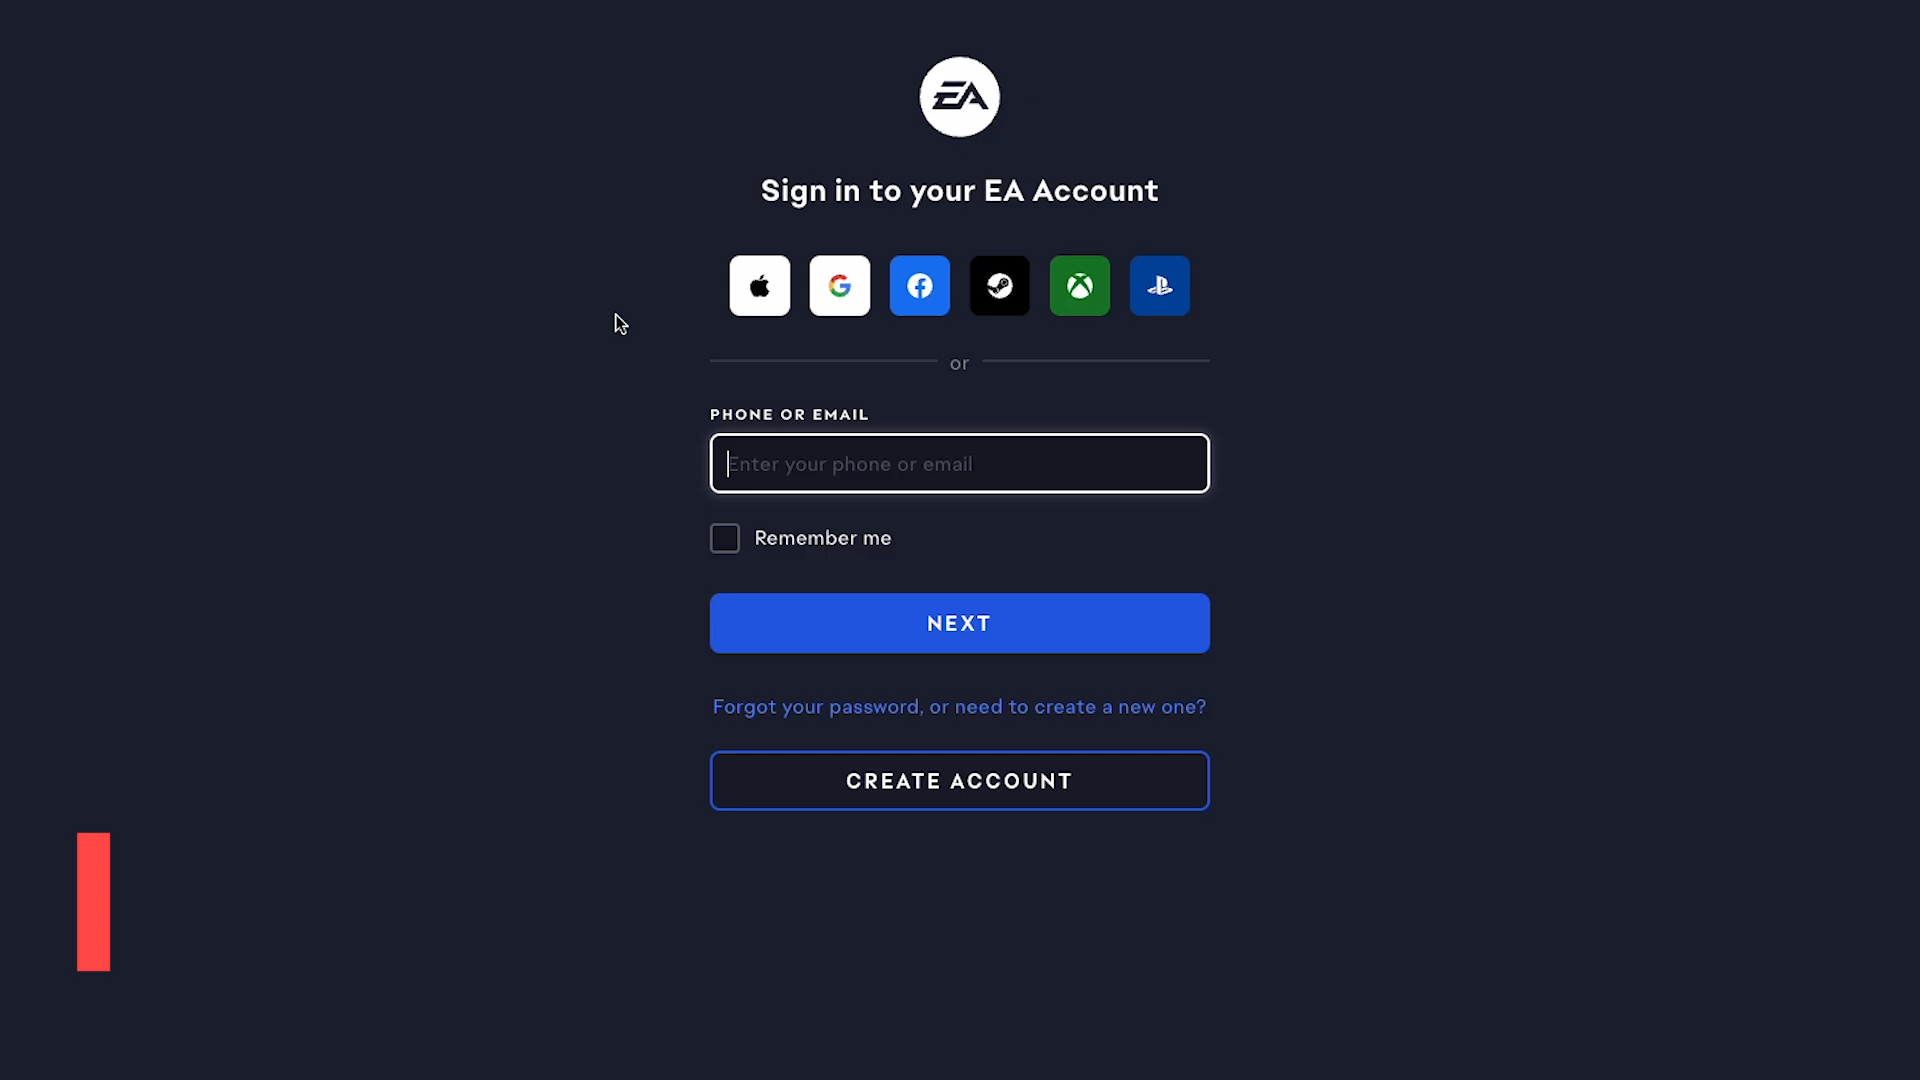 EA
Sign in to your EA Account
G
or
PHONE OR EMAIL
Enter your phone or email
Remember me
NEXT
Forgot your password, or need to create a new one?
CREATE ACCOUNT